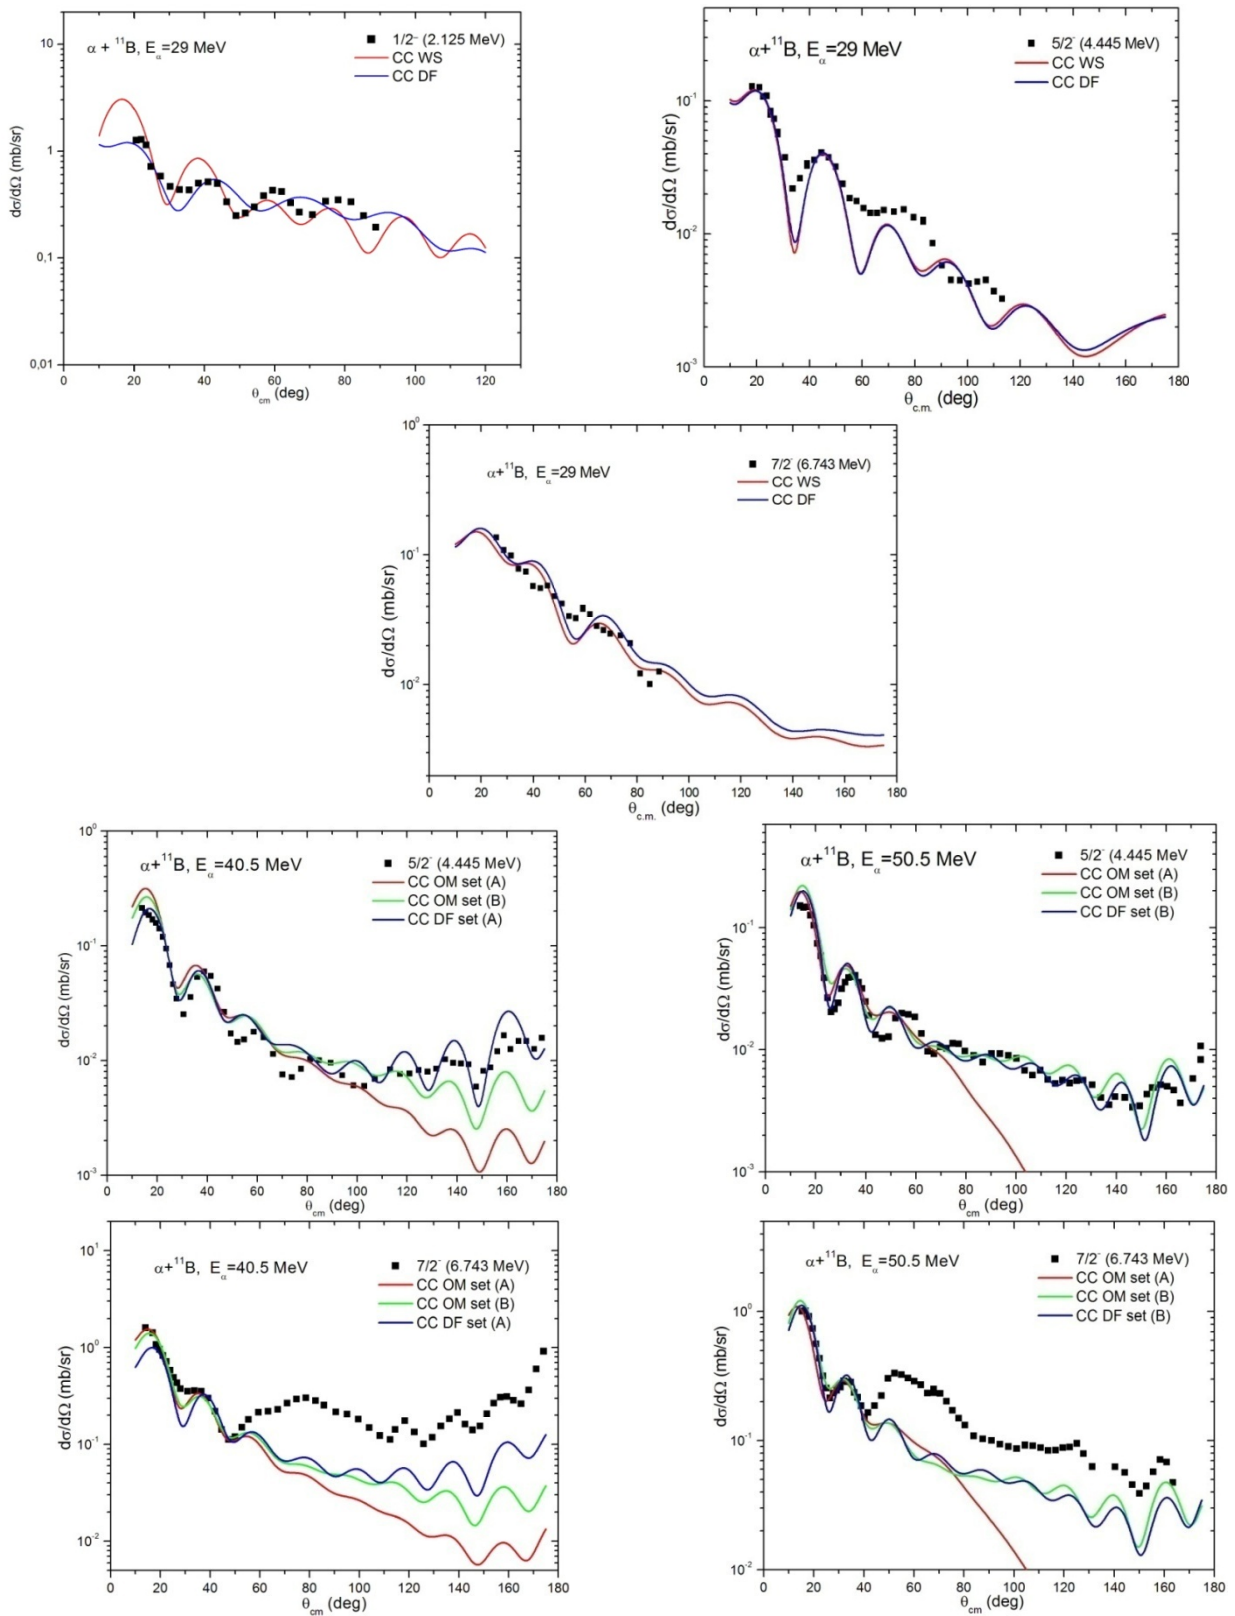 α + ¹¹B, Eα=29 MeV
1/2⁻ (2.125 MeV)
CC WS
CC DF
dσ/dΩ (mb/sr)
10
1
0,1
0,01
0 20 40 60 80 100 120
θcm (deg)
α+¹¹B, Eα=29 MeV
5/2⁻ (4.445 MeV)
CC WS
CC DF
dσ/dΩ (mb/sr)
10⁻¹
10⁻²
10⁻³
0 20 40 60 80 100 120 140 160 180
θc.m. (deg)
α+¹¹B, Eα=29 MeV
7/2⁻ (6.743 MeV)
CC WS
CC DF
dσ/dΩ (mb/sr)
10⁰
10⁻¹
10⁻²
0 20 40 60 80 100 120 140 160 180
θc.m. (deg)
α+¹¹B, Eα=40.5 MeV
5/2⁻ (4.445 MeV)
CC OM set (A)
CC OM set (B)
CC DF set (A)
dσ/dΩ (mb/sr)
10⁰
10⁻¹
10⁻²
10⁻³
0 20 40 60 80 100 120 140 160 180
θcm (deg)
α+¹¹B, Eα=50.5 MeV
5/2⁻ (4.445 MeV
CC OM set (A)
CC OM set (B)
CC DF set (B)
dσ/dΩ (mb/sr)
10⁻¹
10⁻²
10⁻³
0 20 40 60 80 100 120 140 160 180
θcm (deg)
α+¹¹B, Eα=40.5 MeV
7/2⁻ (6.743 MeV)
CC OM set (A)
CC OM set (B)
CC DF set (A)
dσ/dΩ (mb/sr)
10¹
10⁰
10⁻¹
10⁻²
0 20 40 60 80 100 120 140 160 180
θcm (deg)
α+¹¹B, Eα=50.5 MeV
7/2⁻ (6.743 MeV)
CC OM set (A)
CC OM set (B)
CC DF set (B)
dσ/dΩ (mb/sr)
10⁰
10⁻¹
10⁻²
0 20 40 60 80 100 120 140 160 180
θcm (deg)